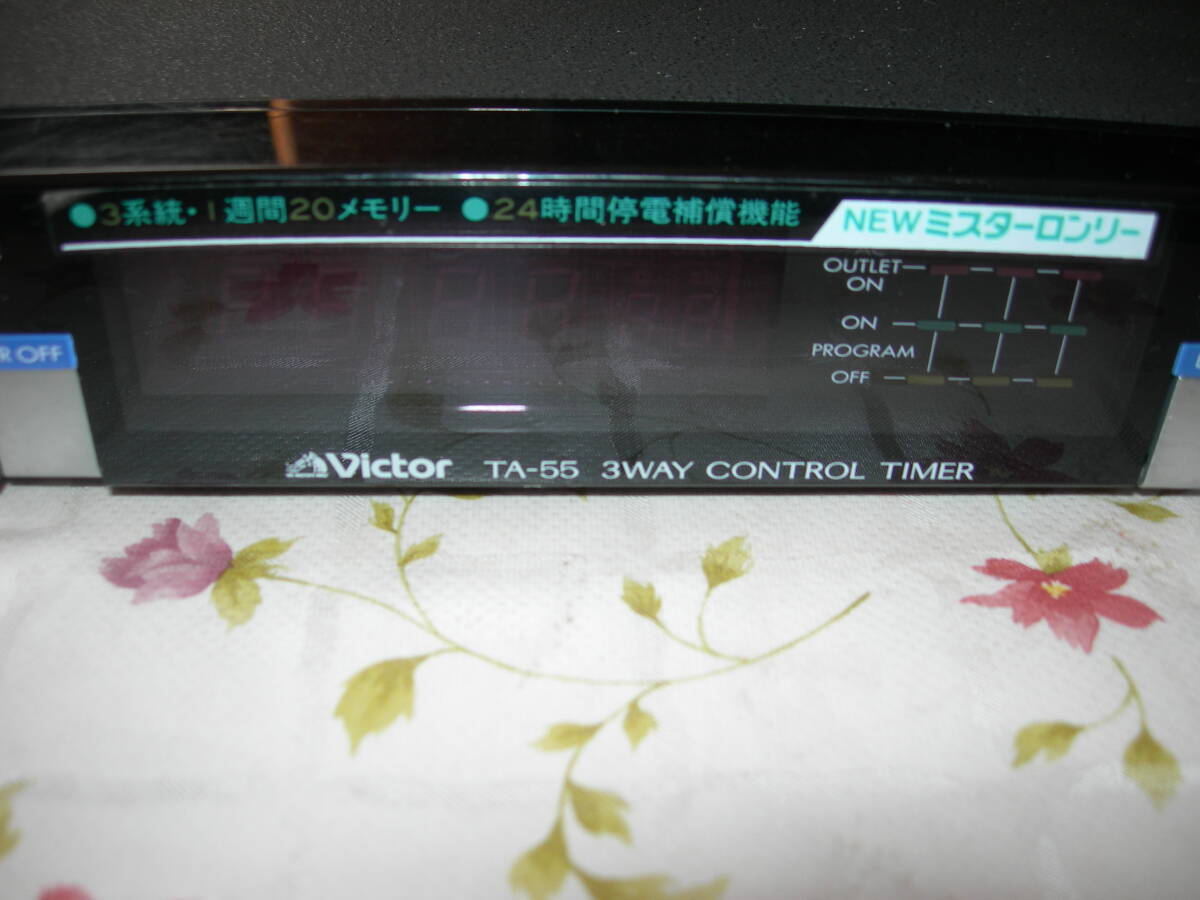 ●3系統・1週間20メモリー ●24時間停電補償機能
NEWミスターロンリー
OUTLET
ON
ON
PROGRAM
OFF
R OFF
Victor TA-55 3WAY CONTROL TIMER